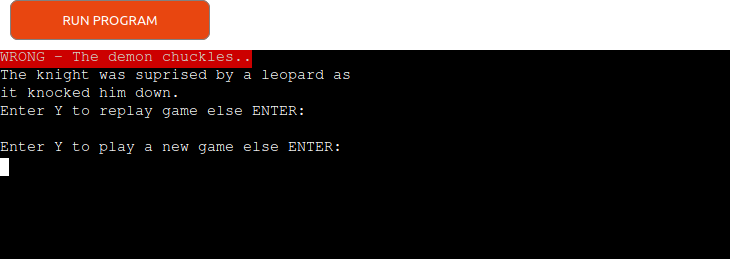 RUN PROGRAM
WRONG - The demon chuckles..
The knight was suprised by a leopard as
it knocked him down.
Enter Y to replay game else ENTER:
Enter Y to play a new game else ENTER: